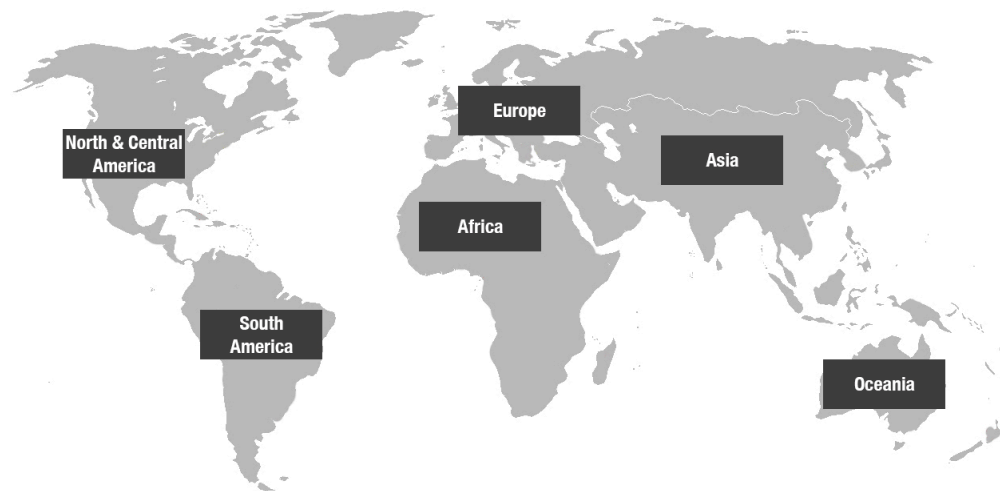 Europe
North & Central
America
Asia
Africa
South
America
Oceania